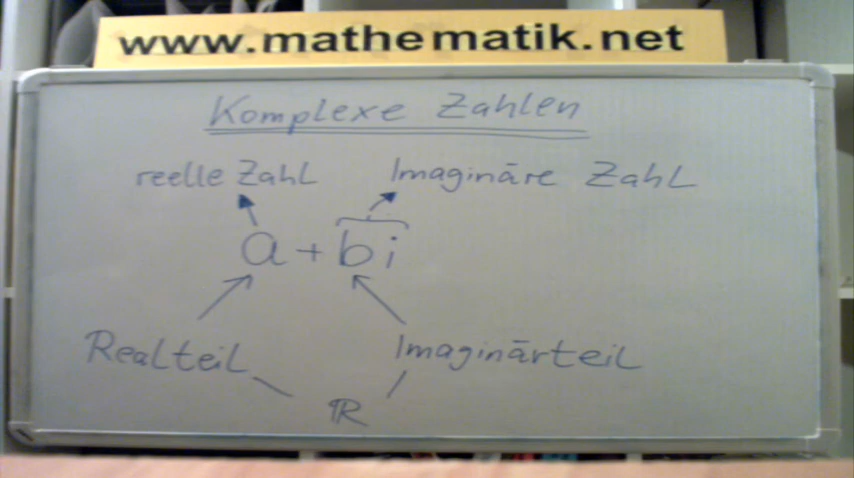 www.mathematik.net
Komplexe Zahlen
reelle Zahl Imaginäre Zahl
a + bi
Realteil Imaginärteil
ℝ